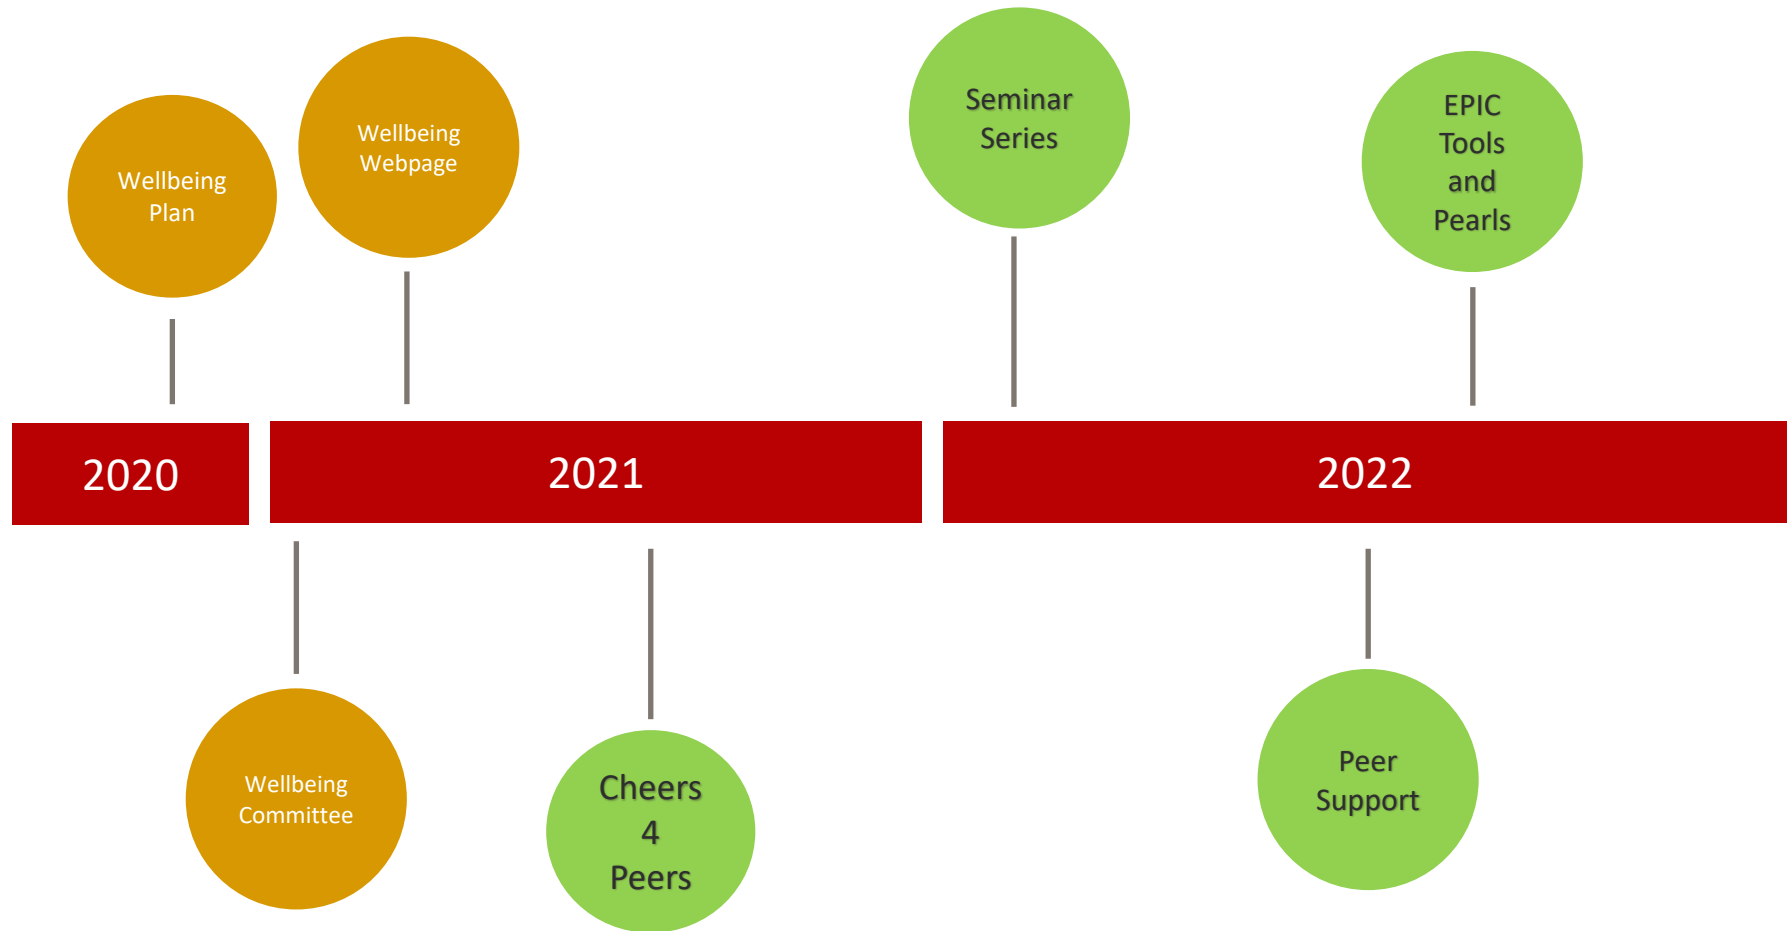 Wellbeing
Plan
Wellbeing
Webpage
Seminar
Series
EPIC
Tools
and
Pearls
2020
2021
2022
Wellbeing
Committee
Cheers
4
Peers
Peer
Support